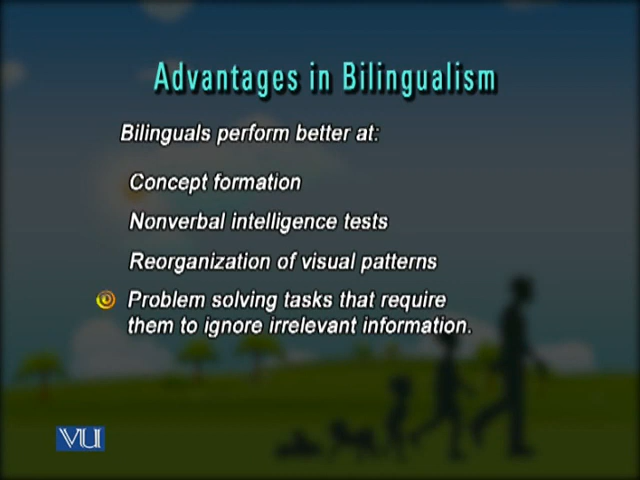 Advantages in Bilingualism
Bilinguals perform better at:
Concept formation
Nonverbal intelligence tests
Reorganization of visual patterns
Problem solving tasks that require
them to ignore irrelevant information.
VU